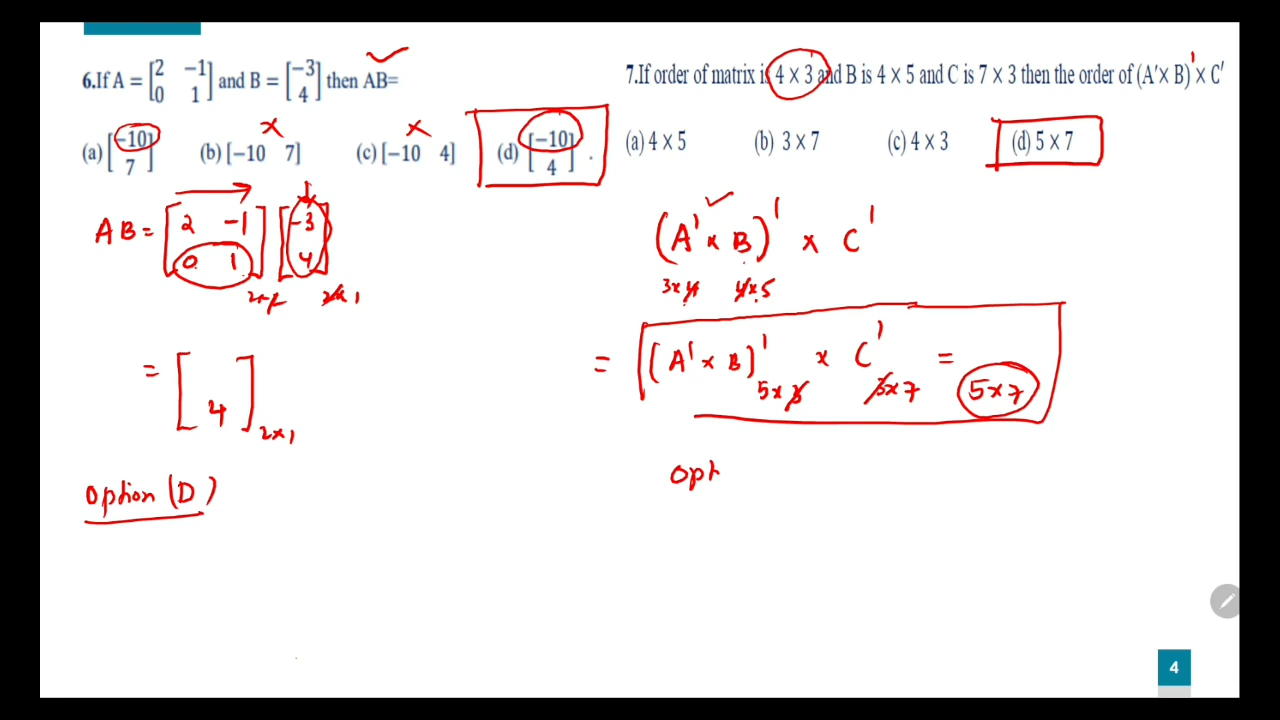 6.If A = [2 −1 0 1] and B = [−3 4] then AB=
(a) [−10 7] (b) [−10 7] (c) [−10 4] (d) [−10 4] .
AB = [2 −1 0 1] [−3 4]
2×2 2×1
= [ 4 ] 2×1
Option (D)
7.If order of matrix is 4 × 3 and B is 4 × 5 and C is 7 × 3 then the order of (A′× B)′ × C′
(a) 4 × 5 (b) 3 × 7 (c) 4 × 3 (d) 5 × 7
(A' × B)' × C'
3×4 4×5
= (A' × B)' × C' =
5×3 3×7 5×7
Opt
4